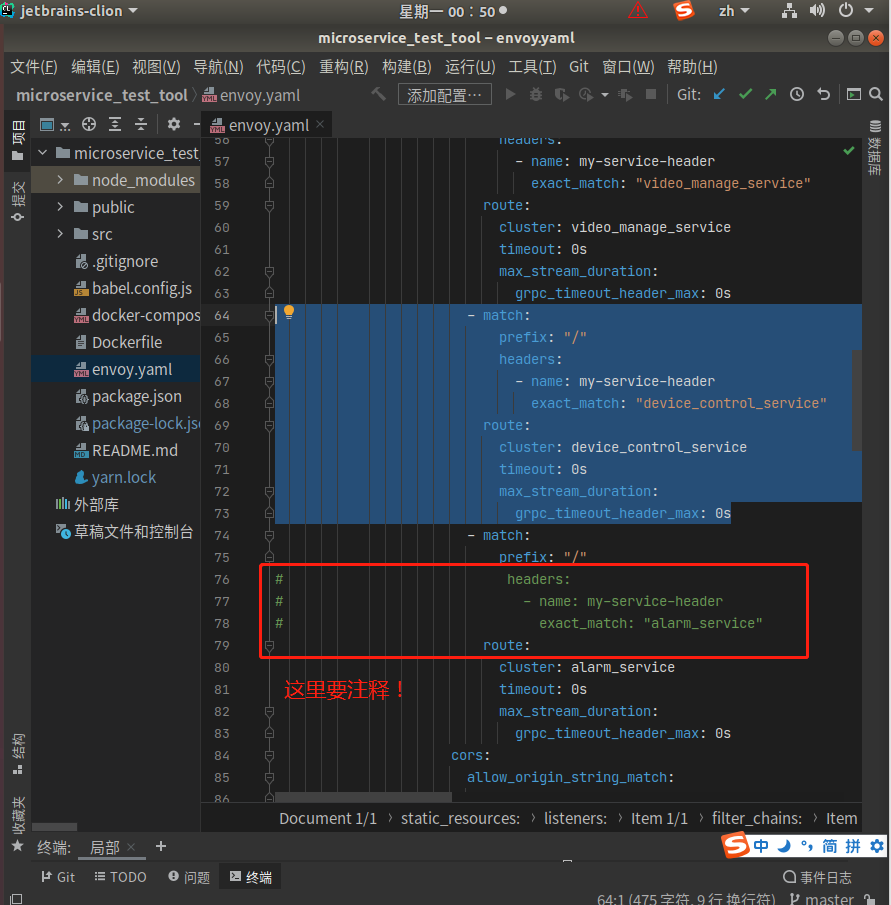 jetbrains-clion
星期一 00：50
zh
microservice_test_tool – envoy.yaml
文件(F) 编辑(E) 视图(V) 导航(N) 代码(C) 重构(R) 构建(B) 运行(U) 工具(T) Git 窗口(W) 帮助(H)
microservice_test_tool envoy.yaml
添加配置…
Git:
项目
提交
结构
收藏夹
数据库
microservice_test_
node_modules
public
src
.gitignore
babel.config.js
docker-compos
Dockerfile
envoy.yaml
package.json
package-lock.jso
README.md
yarn.lock
外部库
草稿文件和控制台
envoy.yaml
56 headers:
57 - name: my-service-header
58 exact_match: "video_manage_service"
59 route:
60 cluster: video_manage_service
61 timeout: 0s
62 max_stream_duration:
63 grpc_timeout_header_max: 0s
64 - match:
65 prefix: "/"
66 headers:
67 - name: my-service-header
68 exact_match: "device_control_service"
69 route:
70 cluster: device_control_service
71 timeout: 0s
72 max_stream_duration:
73 grpc_timeout_header_max: 0s
74 - match:
75 prefix: "/"
76 # headers:
77 # - name: my-service-header
78 # exact_match: "alarm_service"
79 route:
80 cluster: alarm_service
81 timeout: 0s
82 max_stream_duration:
83 grpc_timeout_header_max: 0s
84 cors:
85 allow_origin_string_match:
86
这里要注释！
Document 1/1 › static_resources: › listeners: › Item 1/1 › filter_chains: › Item
终端: 局部 × +
中 简 拼
Git TODO 问题 终端
事件日志
64:1 (475 字符, 9 行 换行符) master